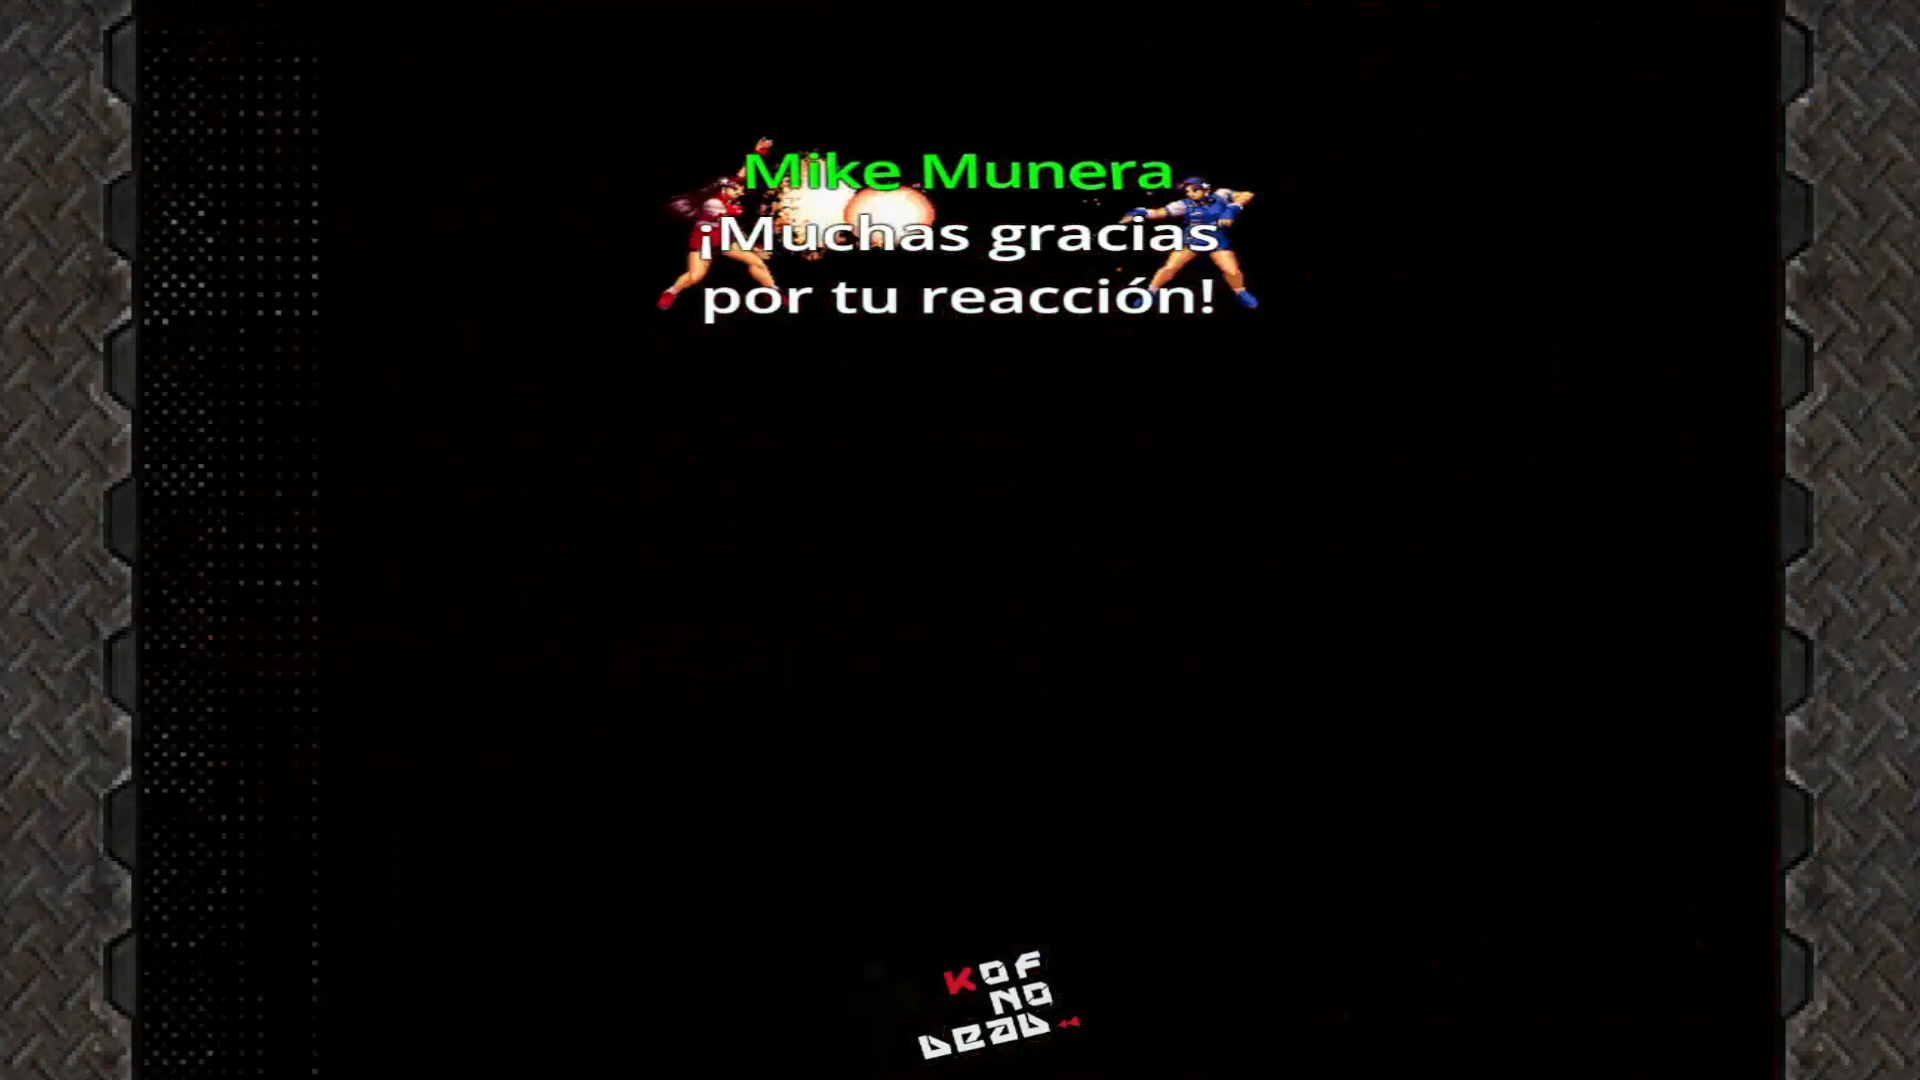 Mike Munera
¡Muchas gracias
por tu reacción!
KOF
NO
DEAD